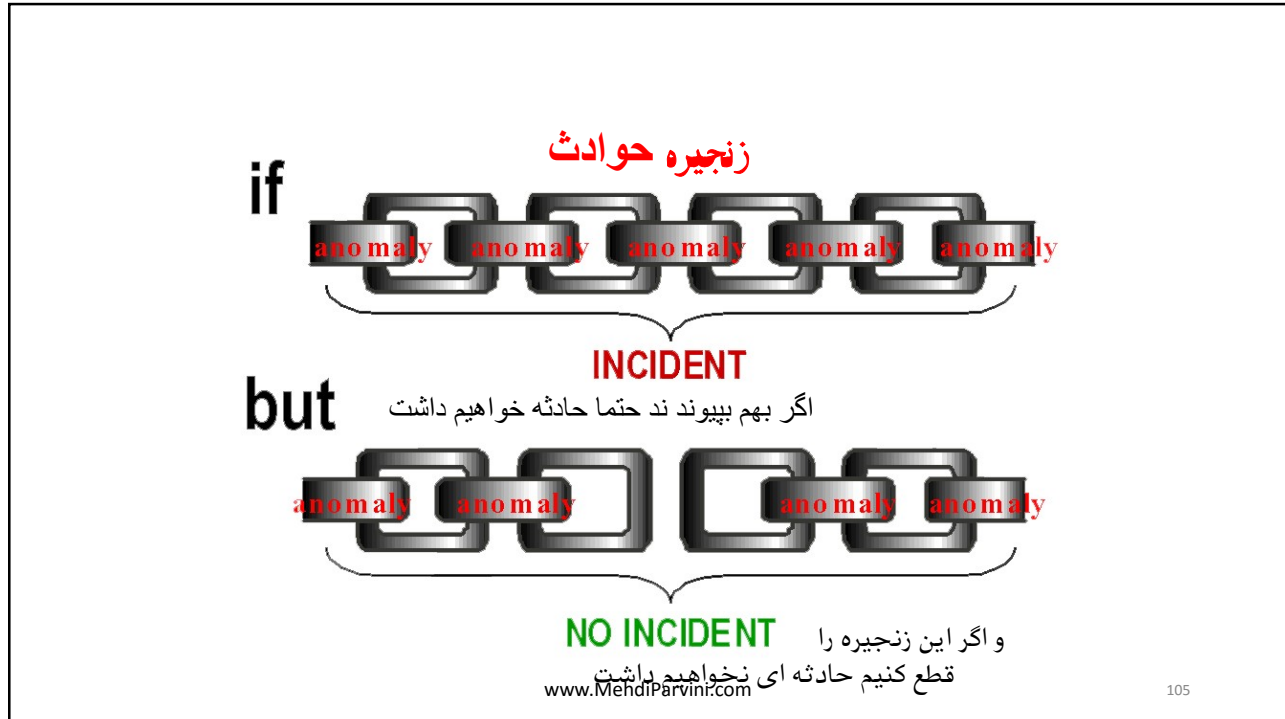 زنجیره حوادث
if
anomaly anomaly anomaly anomaly anomaly
INCIDENT
but
اگر بهم بپیوند ند حتما حادثه خواهیم داشت
anomaly anomaly anomaly anomaly
NO INCIDENT و اگر این زنجیره را
قطع کنیم حادثه ای نخواهیم داشت
www.MehdiParvini.com
105